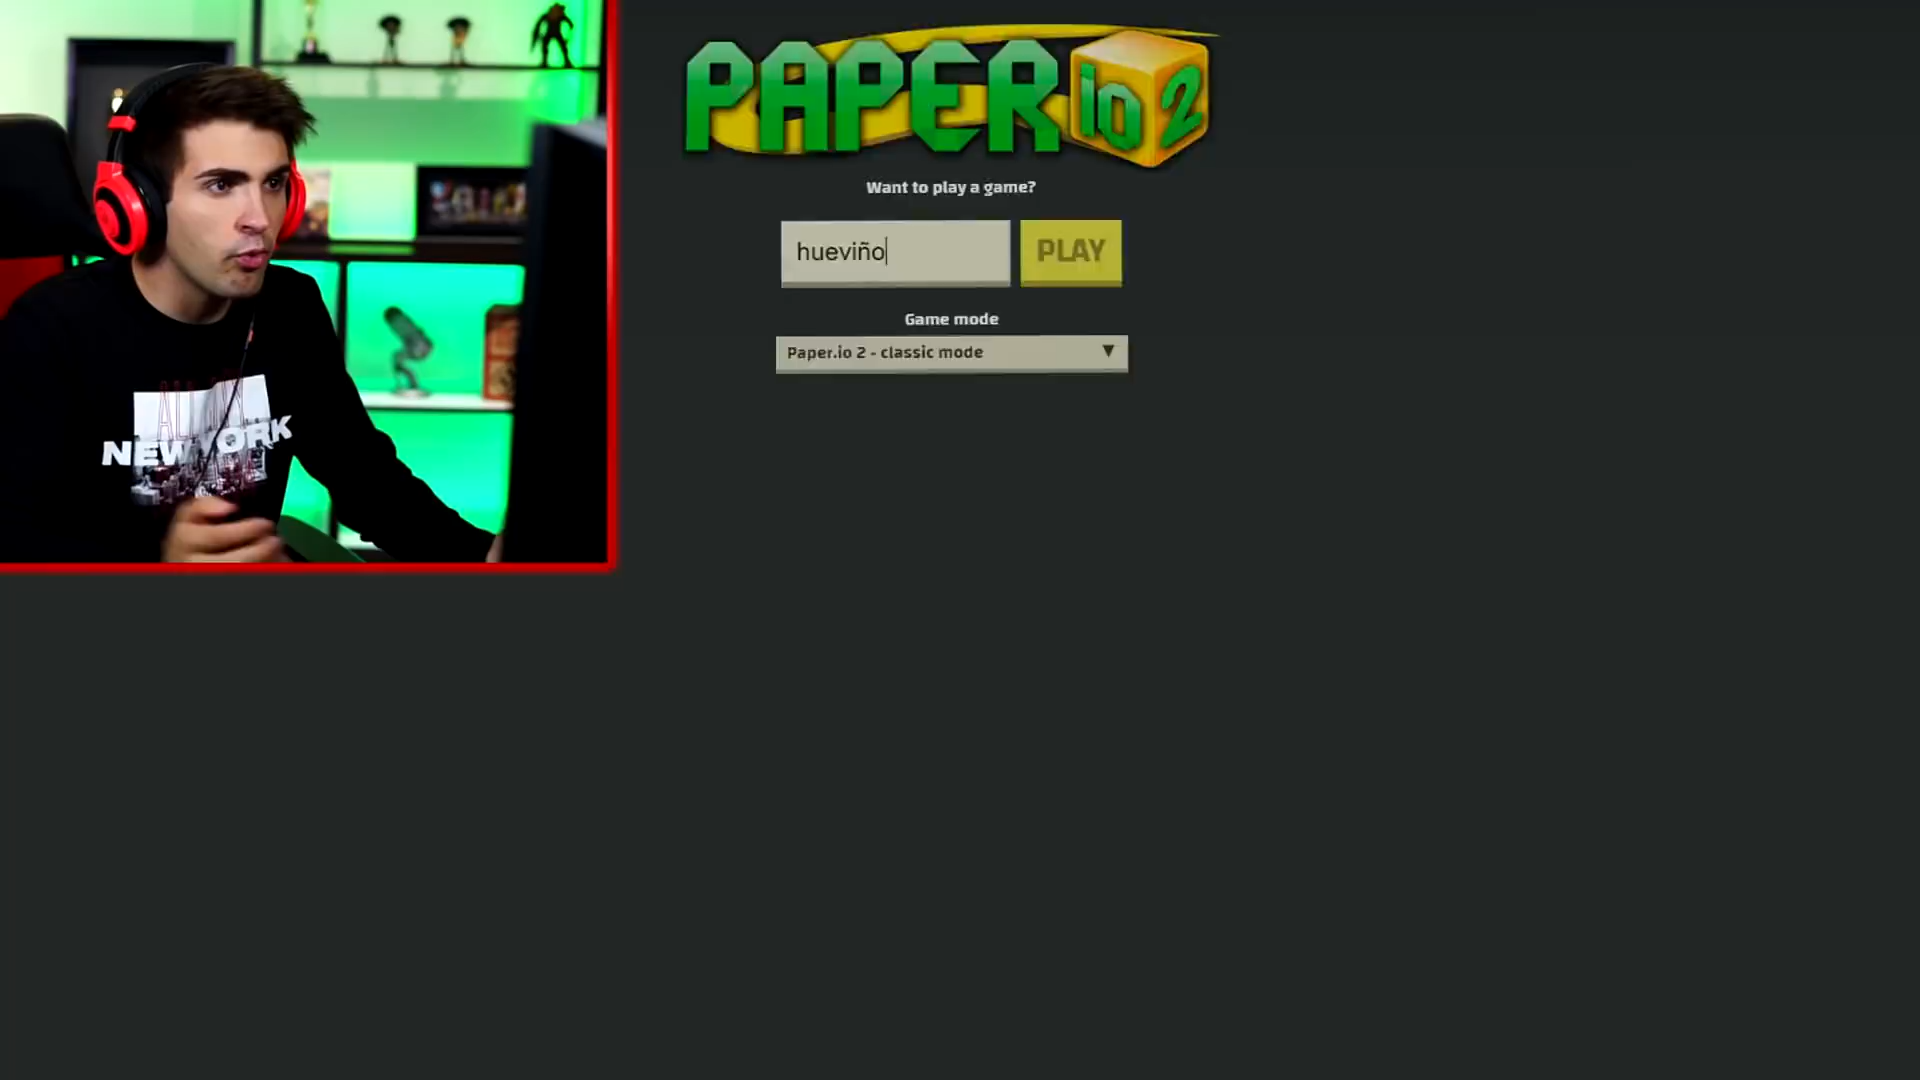 PAPER io 2
Want to play a game?
hueviño
PLAY
Game mode
Paper.io 2 - classic mode
NEW YORK